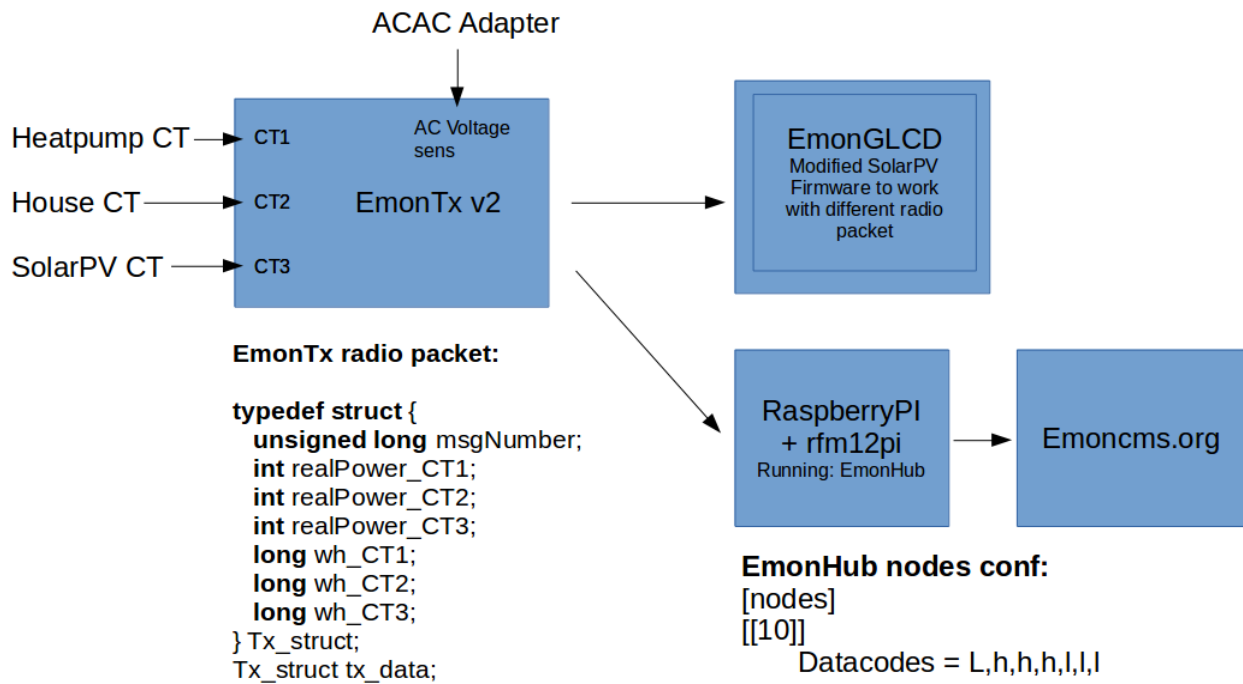 ACAC Adapter
Heatpump CT
House CT
SolarPV CT
CT1
CT2
CT3
AC Voltage
sens
EmonTx v2
EmonGLCD
Modified SolarPV
Firmware to work
with different radio
packet
RaspberryPI
+ rfm12pi
Running: EmonHub
Emoncms.org
EmonTx radio packet:
typedef struct {
unsigned long msgNumber;
int realPower_CT1;
int realPower_CT2;
int realPower_CT3;
long wh_CT1;
long wh_CT2;
long wh_CT3;
} Tx_struct;
Tx_struct tx_data;
EmonHub nodes conf:
[nodes]
[[10]]
Datacodes = L,h,h,h,l,l,l